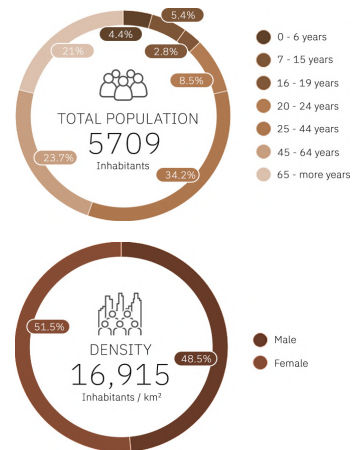 5.4%
4.4%
2.8%
21%
8.5%
TOTAL POPULATION
5709
Inhabitants
23.7%
34.2%
0 - 6 years
7 - 15 years
16 - 19 years
20 - 24 years
25 - 44 years
45 - 64 years
65 - more years
51.5%
48.5%
DENSITY
16,915
Inhabitants / km²
Male
Female